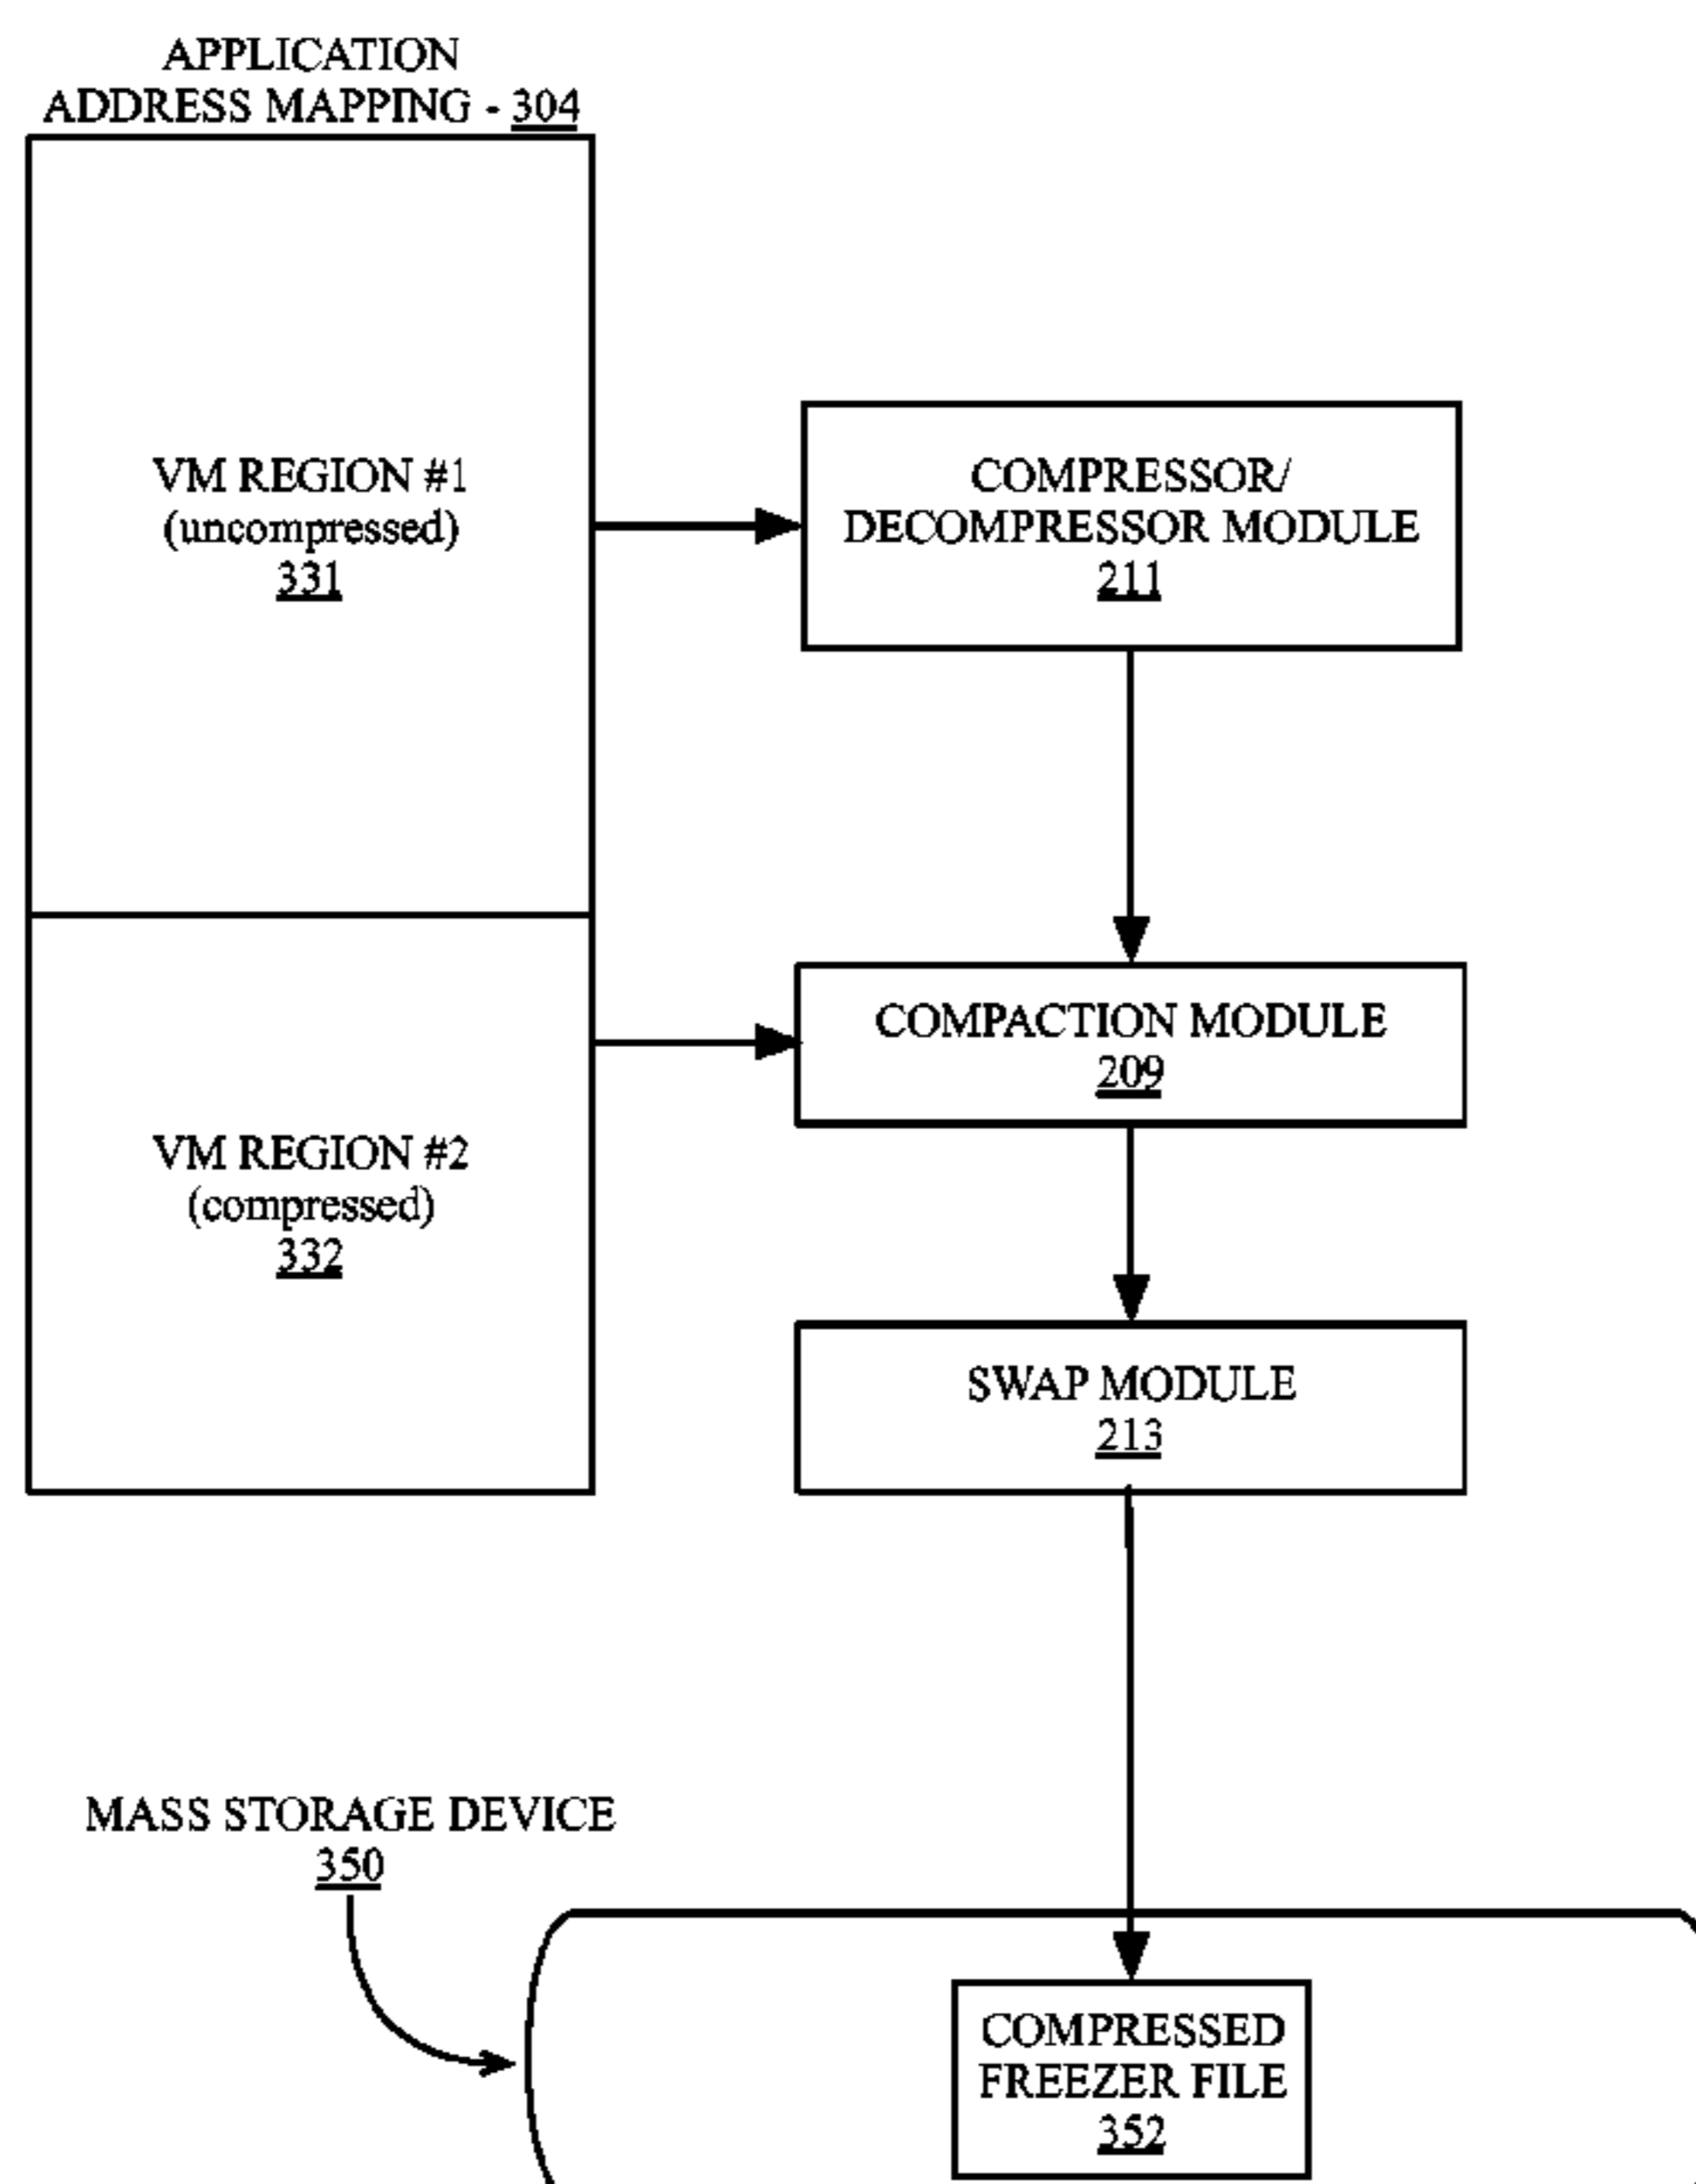 APPLICATION
ADDRESS MAPPING - 304
VM REGION #1
(uncompressed)
331
COMPRESSOR/
DECOMPRESSOR MODULE
211
COMPACTION MODULE
209
VM REGION #2
(compressed)
332
SWAP MODULE
213
MASS STORAGE DEVICE
350
COMPRESSED
FREEZER FILE
352